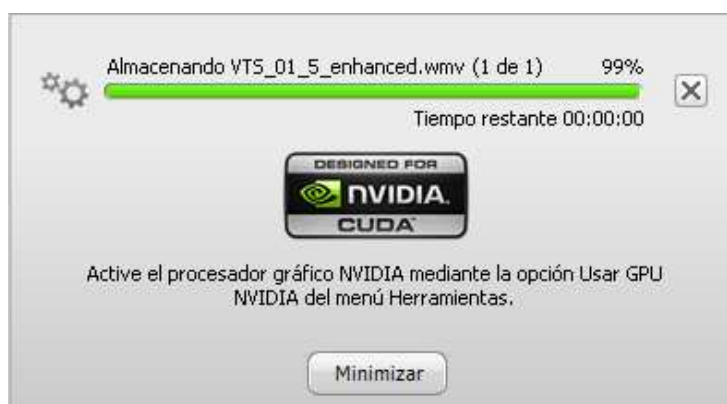 Almacenando VTS_01_5_enhanced.wmv (1 de 1) 99%
Tiempo restante 00:00:00
DESIGNED FOR
NVIDIA.
CUDA™
Active el procesador gráfico NVIDIA mediante la opción Usar GPU
NVIDIA del menú Herramientas.
Minimizar